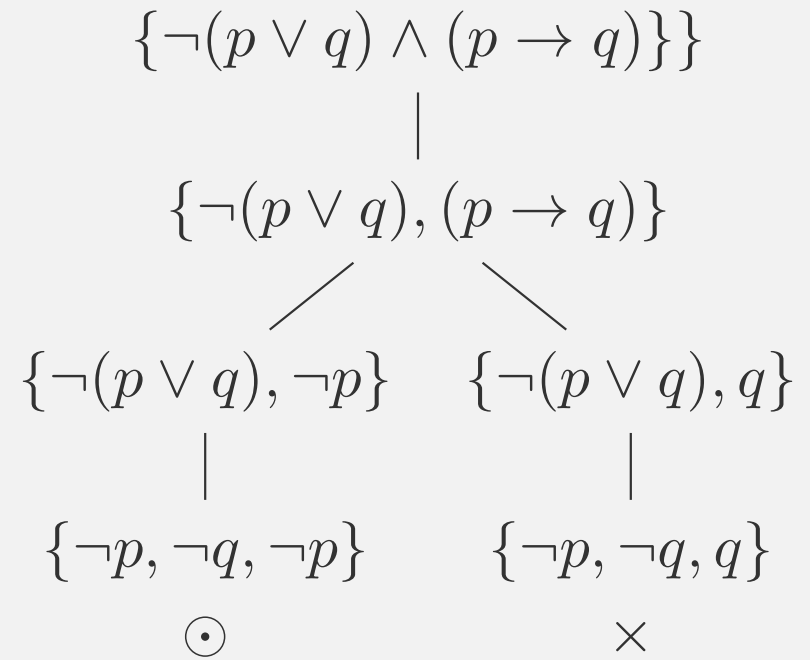 {¬(p ∨ q) ∧ (p → q)}}
{¬(p ∨ q), (p → q)}
{¬(p ∨ q), ¬p} {¬(p ∨ q), q}
{¬p, ¬q, ¬p} {¬p, ¬q, q}
⊙ ×